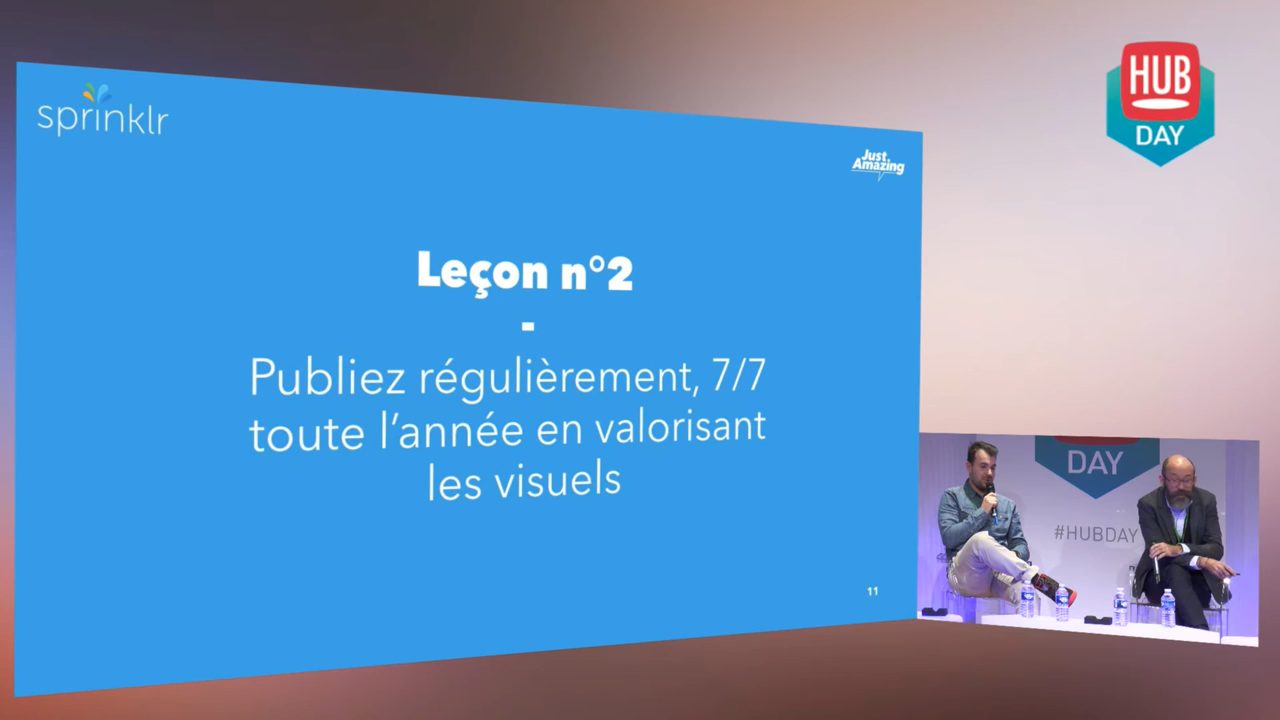 sprinklr
Just
Amazing
Leçon n°2
-
Publiez régulièrement, 7/7
toute l'année en valorisant
les visuels
11
HUB
DAY
DAY
#HUBDAY